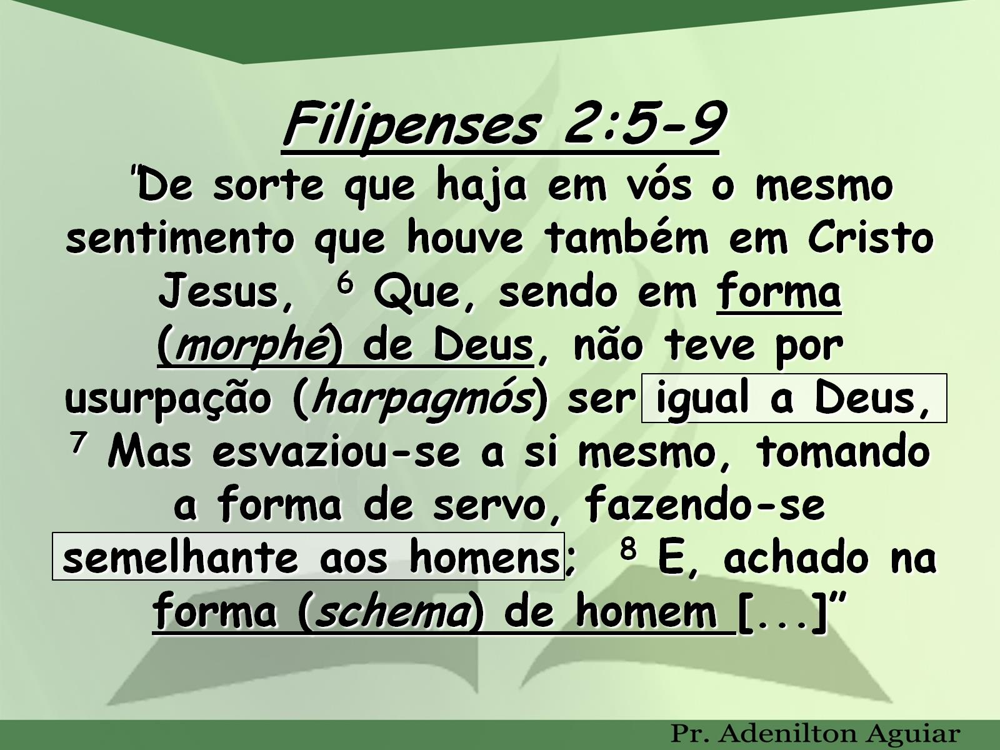 Filipenses 2:5-9
"De sorte que haja em vós o mesmo
sentimento que houve também em Cristo
Jesus, 6 Que, sendo em forma
(morphé) de Deus, não teve por
usurpação (harpagmós) ser igual a Deus,
7 Mas esvaziou-se a si mesmo, tomando
a forma de servo, fazendo-se
semelhante aos homens; 8 E, achado na
forma (schema) de homem [...]”
Pr. Adenilton Aguiar